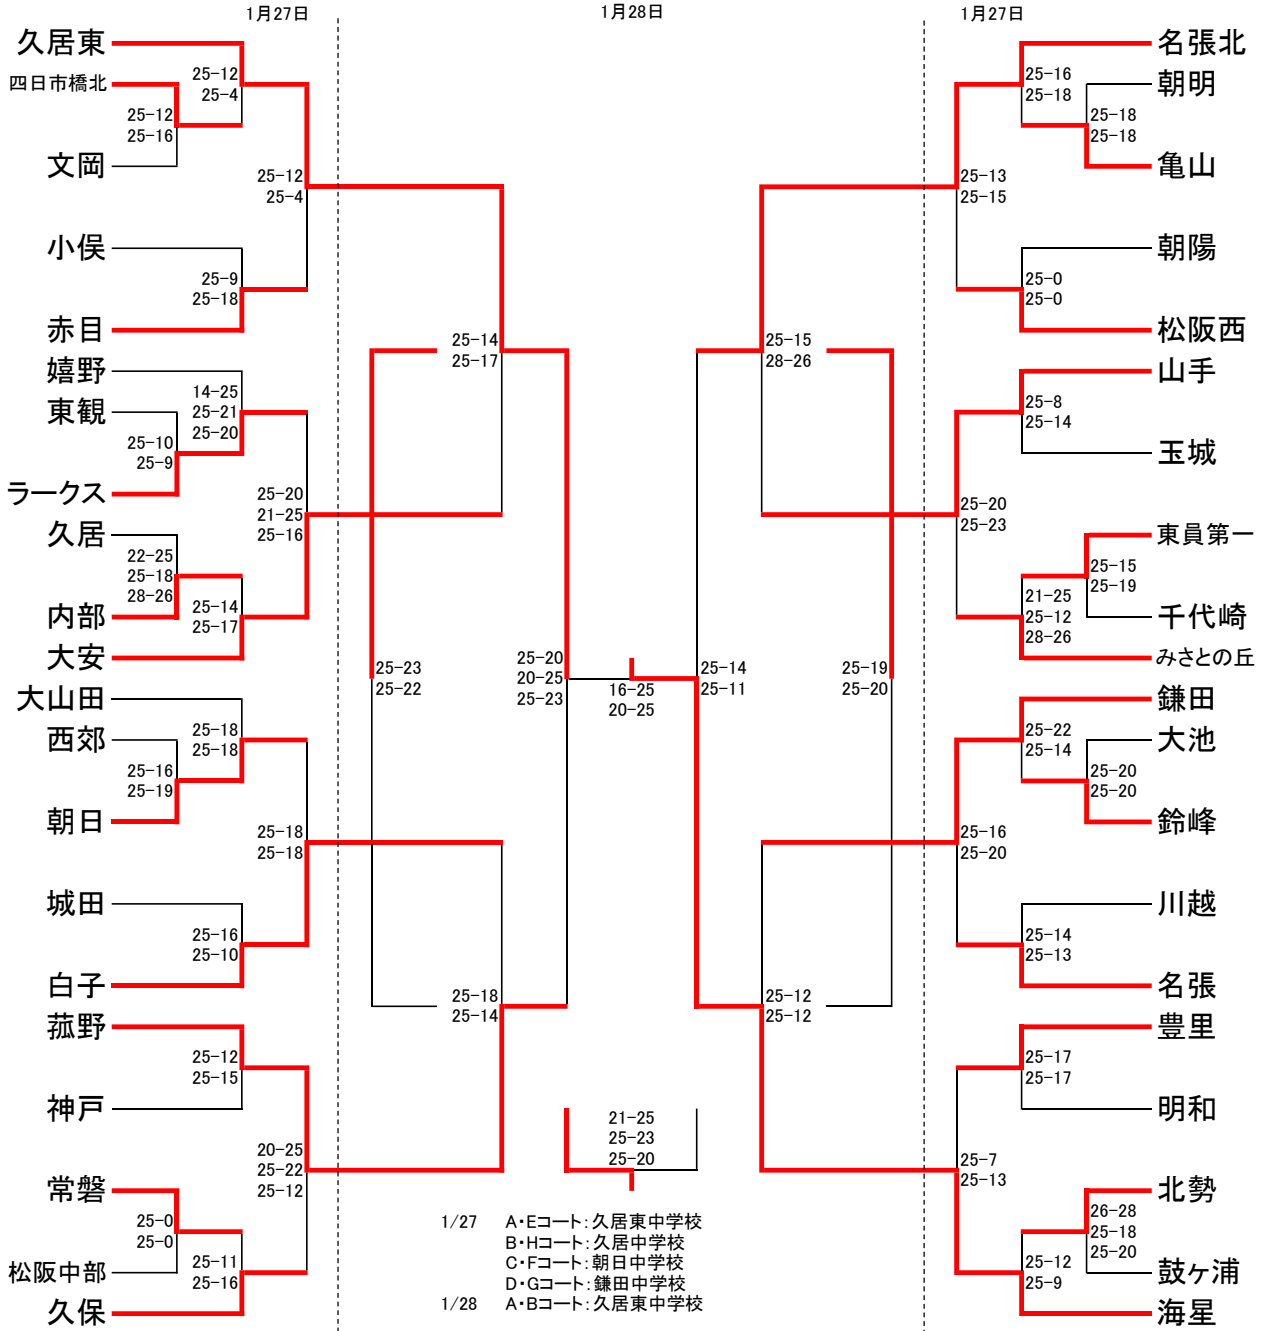 1月27日
1月28日
1月27日
久居東
四日市橋北
文岡
小俣
赤目
嬉野
東観
ラークス
久居
内部
大安
大山田
西郊
朝日
城田
白子
菰野
神戸
常磐
松阪中部
久保
25-12
25-4
25-12
25-16
25-12
25-4
25-9
25-18
14-25
25-21
25-20
25-10
25-9
25-20
21-25
25-16
22-25
25-18
28-26
25-14
25-17
25-18
25-18
25-16
25-19
25-18
25-18
25-16
25-10
25-12
25-15
20-25
25-22
25-12
25-0
25-0
25-11
25-16
25-14
25-17
25-23
25-22
25-18
25-14
25-20
20-25
25-23
16-25
20-25
25-14
25-11
21-25
25-23
25-20
25-15
28-26
25-19
25-20
25-12
25-12
25-16
25-18
25-18
25-18
25-13
25-15
25-0
25-0
25-8
25-14
25-20
25-23
25-15
25-19
21-25
25-12
28-26
25-22
25-14
25-20
25-20
25-16
25-20
25-14
25-13
25-17
25-17
25-7
25-13
26-28
25-18
25-20
25-12
25-9
名張北
朝明
亀山
朝陽
松阪西
山手
玉城
東員第一
千代崎
みさとの丘
鎌田
大池
鈴峰
川越
名張
豊里
明和
北勢
鼓ヶ浦
海星
1/27 A・Eコート：久居東中学校
B・Hコート：久居中学校
C・Fコート：朝日中学校
D・Gコート：鎌田中学校
1/28 A・Bコート：久居東中学校